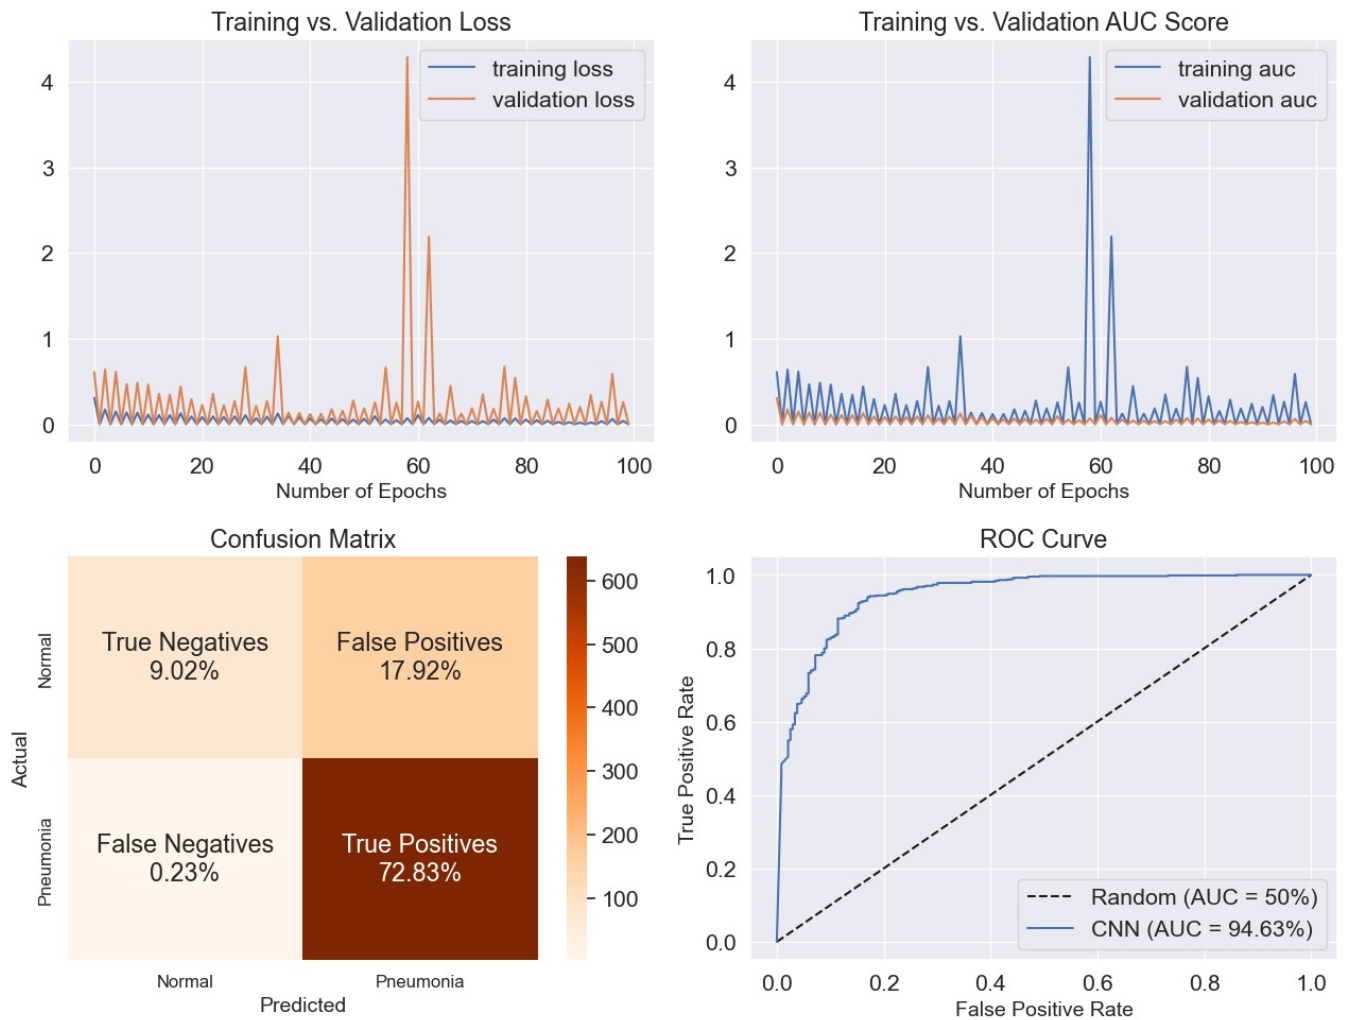 Training vs. Validation Loss
training loss
validation loss
4
3
2
1
0
0 20 40 60 80 100
Number of Epochs
Training vs. Validation AUC Score
training auc
validation auc
4
3
2
1
0
0 20 40 60 80 100
Number of Epochs
Confusion Matrix
Actual
Normal
Pneumonia
True Negatives
9.02%
False Positives
17.92%
False Negatives
0.23%
True Positives
72.83%
Normal Pneumonia
Predicted
600
500
400
300
200
100
ROC Curve
True Positive Rate
1.0
0.8
0.6
0.4
0.2
0.0
Random (AUC = 50%)
CNN (AUC = 94.63%)
0.0 0.2 0.4 0.6 0.8 1.0
False Positive Rate